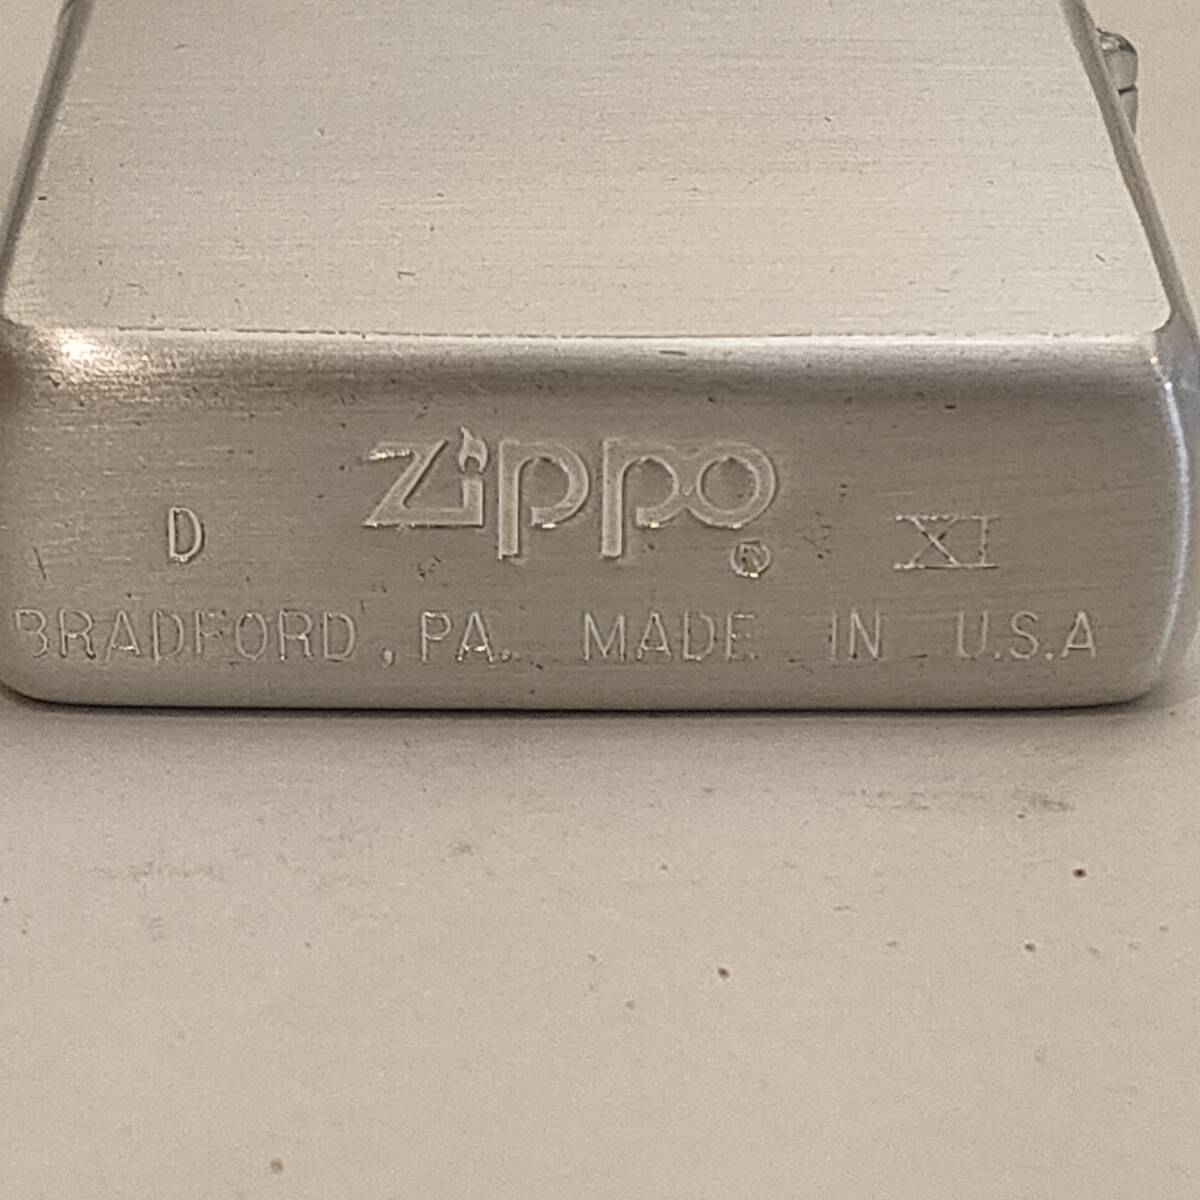 Zippo ®
D XI
BRADFORD, PA. MADE IN U.S.A